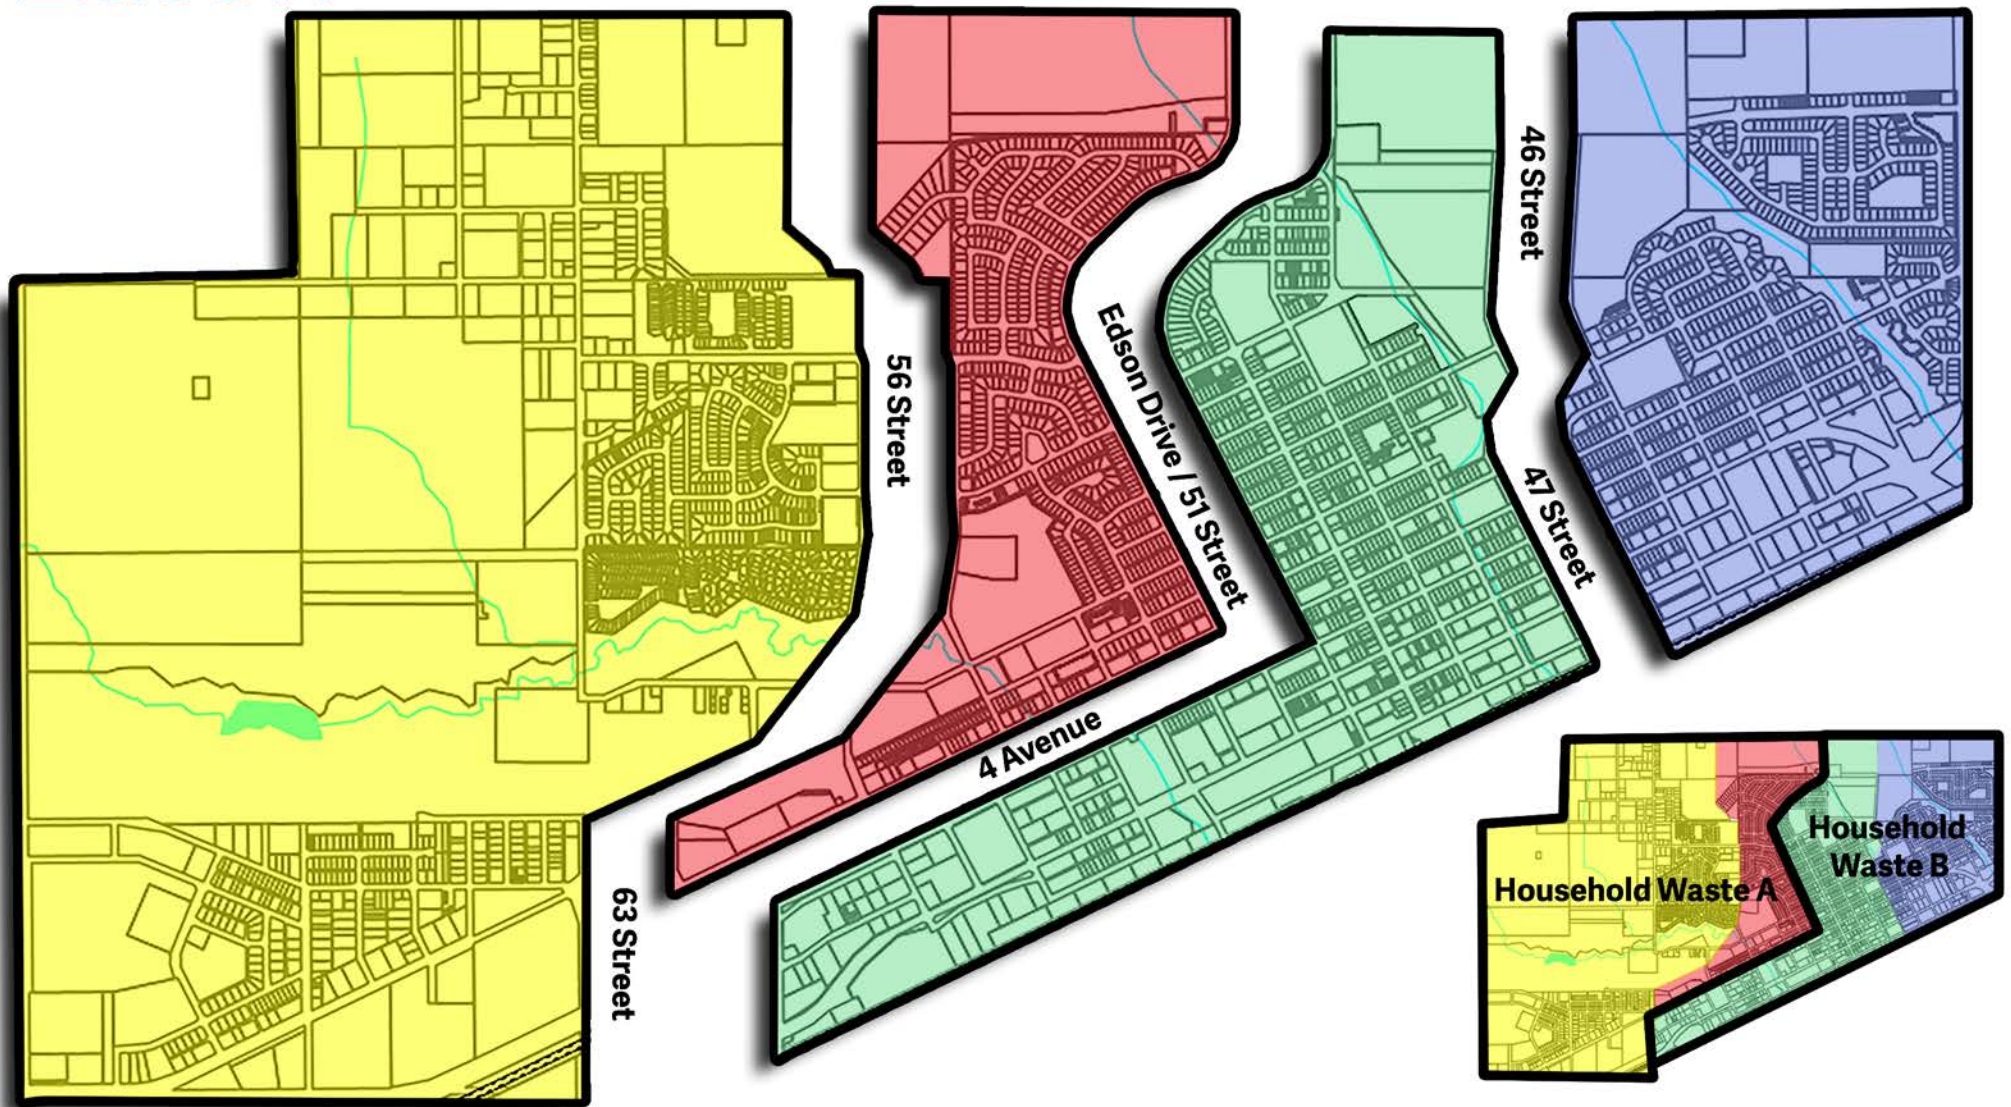 56 Street
63 Street
Edson Drive / 51 Street
4 Avenue
46 Street
47 Street
Household Waste A
Household
Waste B